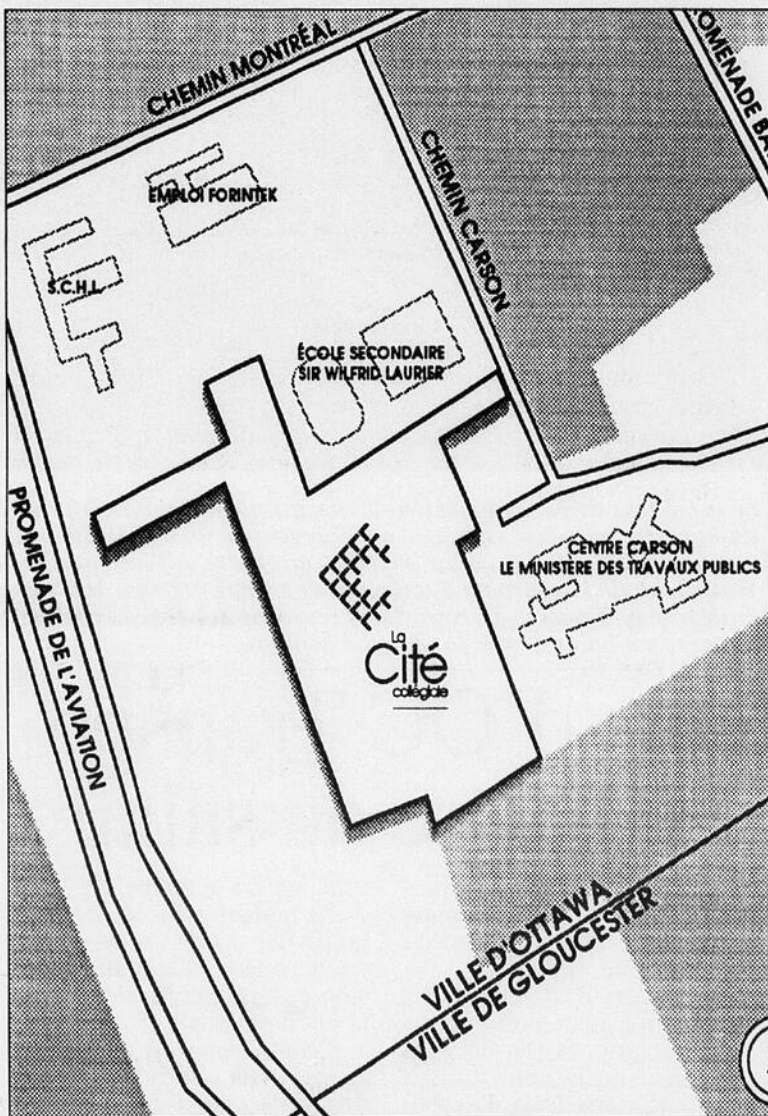 CHEMIN MONTRÉAL
EMPLOI FORINTEK
S.C.H.L.
CHEMIN CARSON
ÉCOLE SECONDAIRE
SIR WILFRID LAURIER
PROMENADE DE L'AVIATION
CENTRE CARSON
LE MINISTÈRE DES TRAVAUX PUBLICS
La
Cité
collégiale
VILLE D'OTTAWA
VILLE DE GLOUCESTER